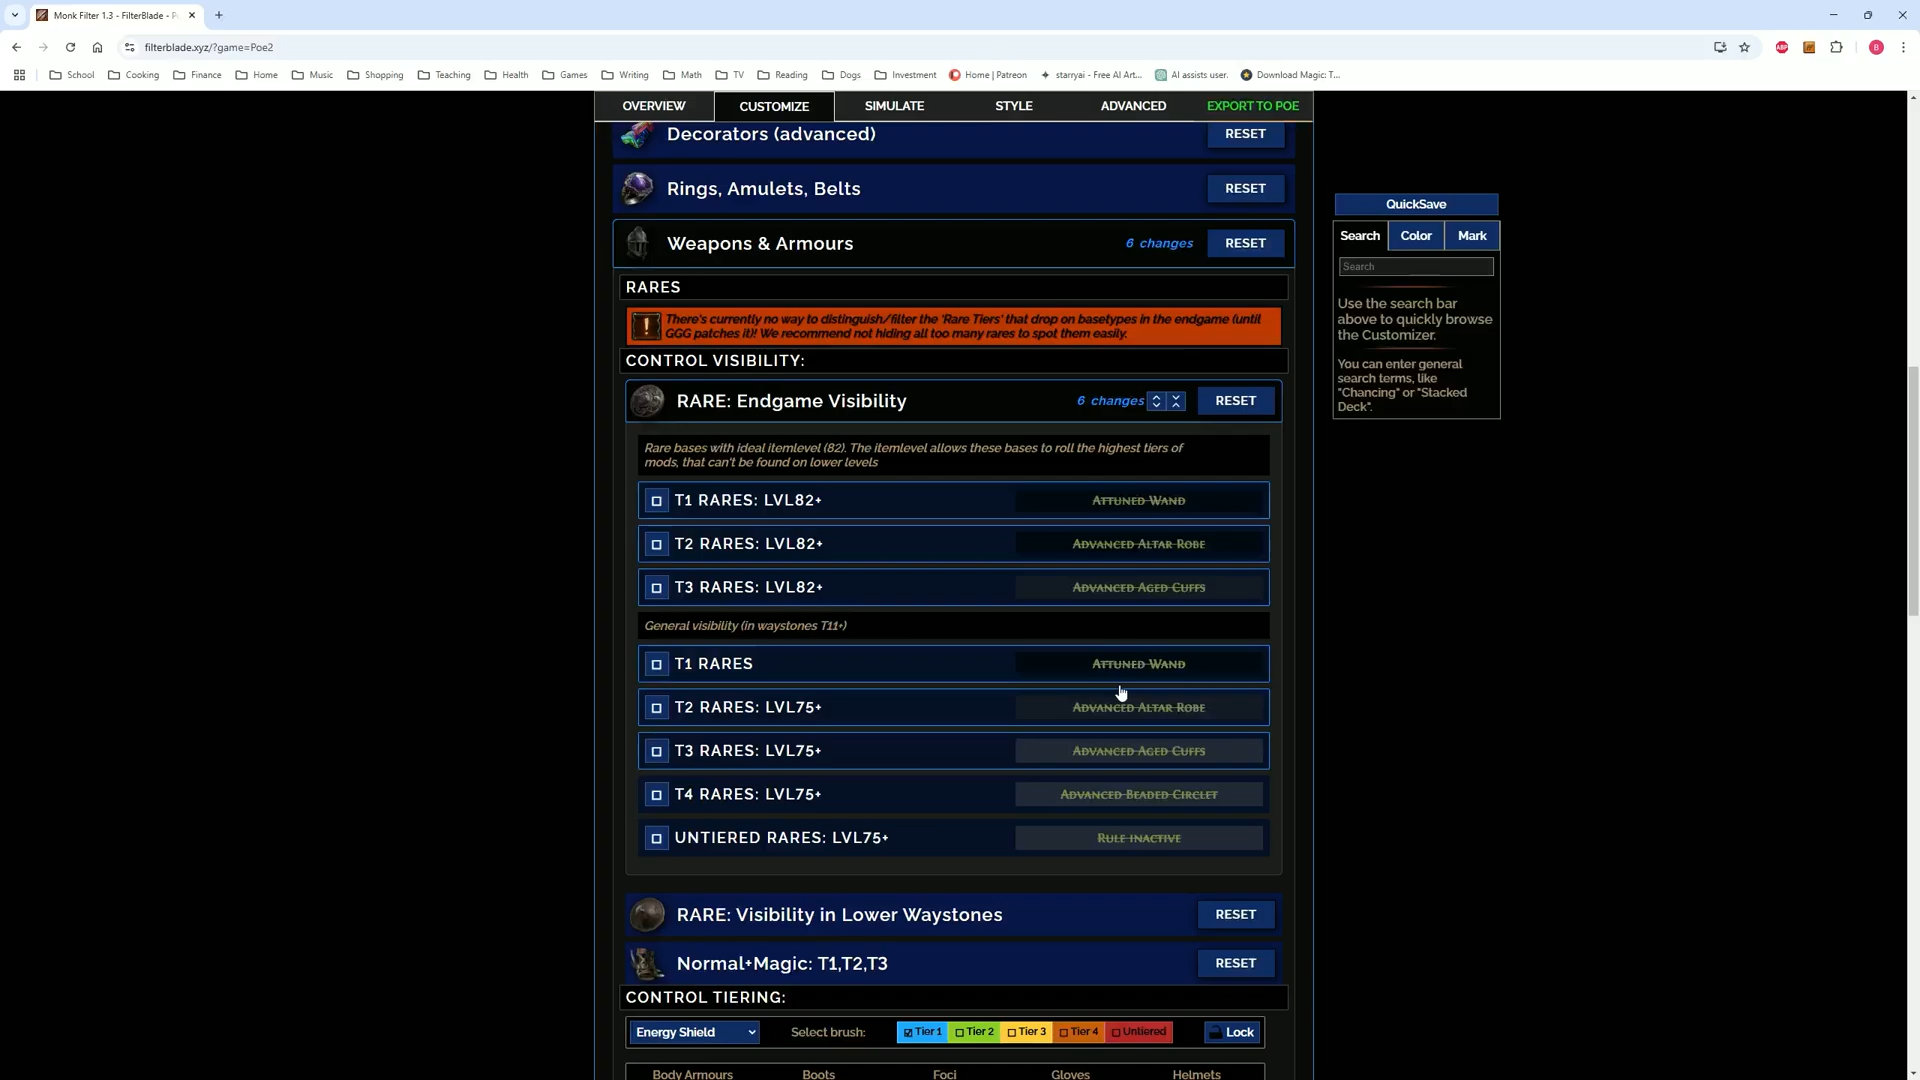 Monk Filter 1.3 - FilterBlade - P
filterblade.xyz/?game=Poe2
ABP
B
School
Cooking
Finance
Home
Music
Shopping
Teaching
Health
Games
Writing
Math
TV
Reading
Dogs
Investment
Home | Patreon
starryai - Free AI Art...
AI assists user.
Download Magic: T...
OVERVIEW
CUSTOMIZE
SIMULATE
STYLE
ADVANCED
EXPORT TO POE
Decorators (advanced)
RESET
Rings, Amulets, Belts
RESET
Weapons & Armours
6 changes
RESET
RARES
There's currently no way to distinguish/filter the 'Rare Tiers' that drop on basetypes in the endgame (until
GGG patches it)! We recommend not hiding all too many rares to spot them easily.
CONTROL VISIBILITY:
RARE: Endgame Visibility
6 changes
RESET
Rare bases with ideal itemlevel (82). The itemlevel allows these bases to roll the highest tiers of
mods, that can't be found on lower levels
T1 RARES: LVL82+
Attuned Wand
T2 RARES: LVL82+
Advanced Altar Robe
T3 RARES: LVL82+
Advanced Aged Cuffs
General visibility (in waystones T11+)
T1 RARES
Attuned Wand
T2 RARES: LVL75+
Advanced Altar Robe
T3 RARES: LVL75+
Advanced Aged Cuffs
T4 RARES: LVL75+
Advanced Beaded Circlet
UNTIERED RARES: LVL75+
Rule inactive
RARE: Visibility in Lower Waystones
RESET
Normal+Magic: T1,T2,T3
RESET
CONTROL TIERING:
Energy Shield
Select brush:
Tier 1
Tier 2
Tier 3
Tier 4
Untiered
Lock
Body Armours
Boots
Foci
Gloves
Helmets
QuickSave
Search
Color
Mark
Search
Use the search bar
above to quickly browse
the Customizer.
You can enter general
search terms, like
"Chancing" or "Stacked
Deck".